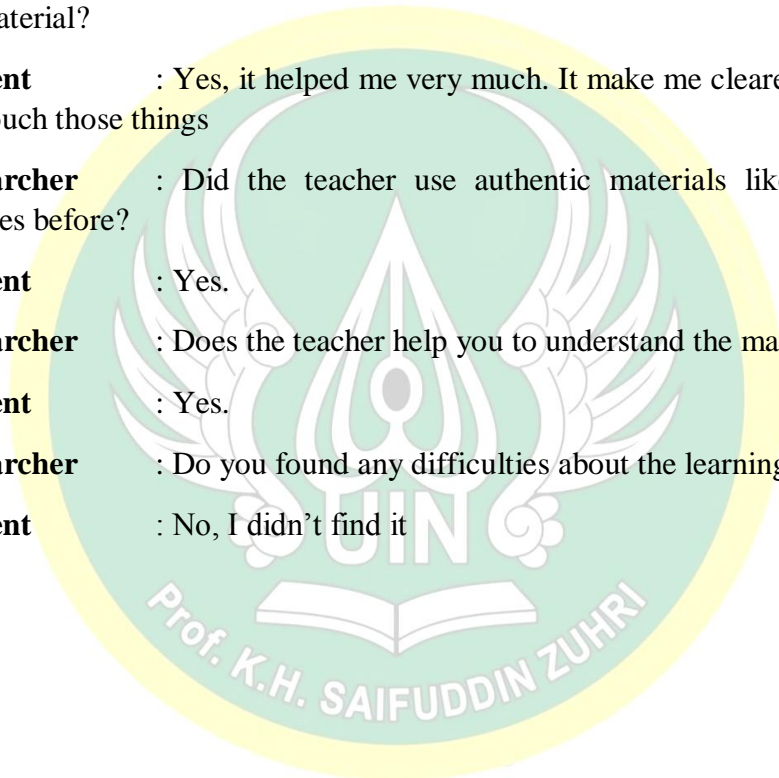 aterial?
ent : Yes, it helped me very much. It make me cleare
ouch those things
archer : Did the teacher use authentic materials like
es before?
ent : Yes.
archer : Does the teacher help you to understand the ma
ent : Yes.
archer : Do you found any difficulties about the learning
ent : No, I didn’t find it
UIN
Prof. K.H. SAIFUDDIN ZUHRI